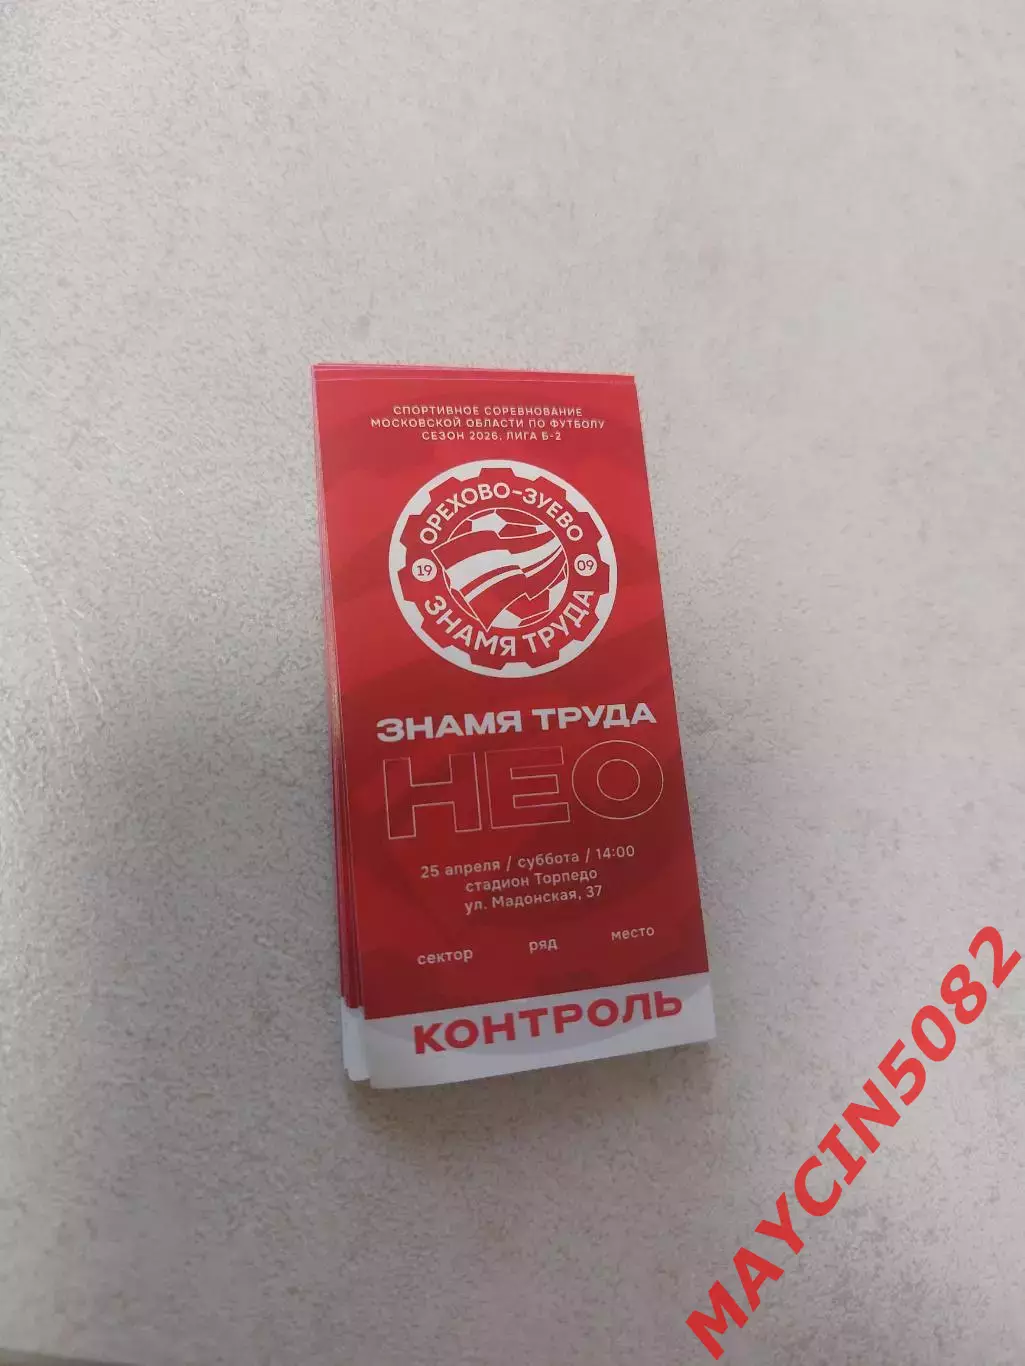 СПОРТИВНОЕ СОРЕВНОВАНИЕ
МОСКОВСКОЙ ОБЛАСТИ ПО ФУТБОЛУ
СЕЗОН 2026, ЛИГА Б-2
ОРЕХОВО-ЗУЕВО
19 09
ЗНАМЯ ТРУДА
ЗНАМЯ ТРУДА
НЕО
25 апреля / суббота / 14:00
стадион Торпедо
ул. Мадонская, 37
сектор ряд место
КОНТРОЛЬ
MAYCIN5082